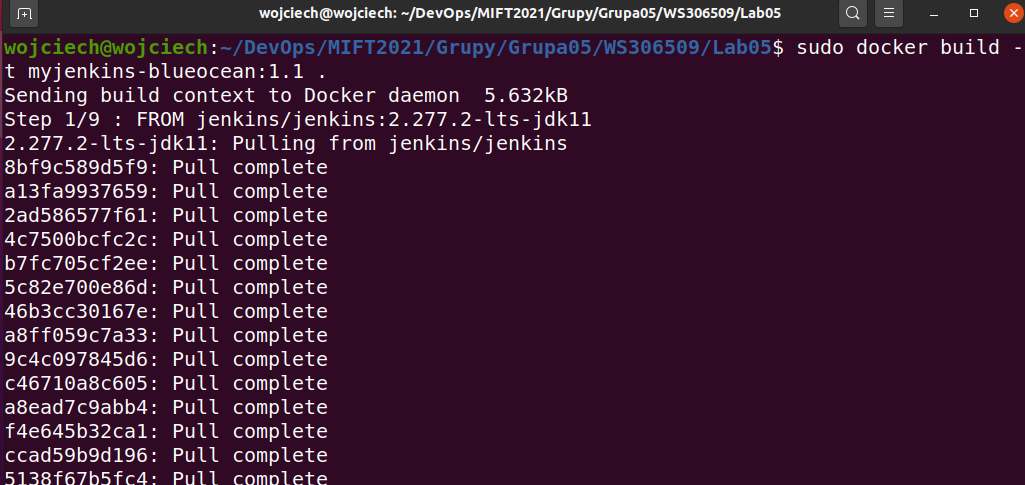 wojciech@wojciech: ~/DevOps/MIFT2021/Grupy/Grupa05/WS306509/Lab05
wojciech@wojciech:~/DevOps/MIFT2021/Grupy/Grupa05/WS306509/Lab05$ sudo docker build -
t myjenkins-blueocean:1.1 .
Sending build context to Docker daemon  5.632kB
Step 1/9 : FROM jenkins/jenkins:2.277.2-lts-jdk11
2.277.2-lts-jdk11: Pulling from jenkins/jenkins
8bf9c589d5f9: Pull complete
a13fa9937659: Pull complete
2ad586577f61: Pull complete
4c7500bcfc2c: Pull complete
b7fc705cf2ee: Pull complete
5c82e700e86d: Pull complete
46b3cc30167e: Pull complete
a8ff059c7a33: Pull complete
9c4c097845d6: Pull complete
c46710a8c605: Pull complete
a8ead7c9abb4: Pull complete
f4e645b32ca1: Pull complete
ccad59b9d196: Pull complete
5138f67b5fc4: Pull complete